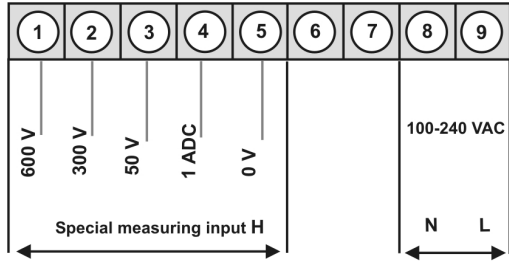 1 2 3 4 5 6 7 8 9
600 V
300 V
50 V
1 ADC
0 V
100-240 VAC
Special measuring input H
N L